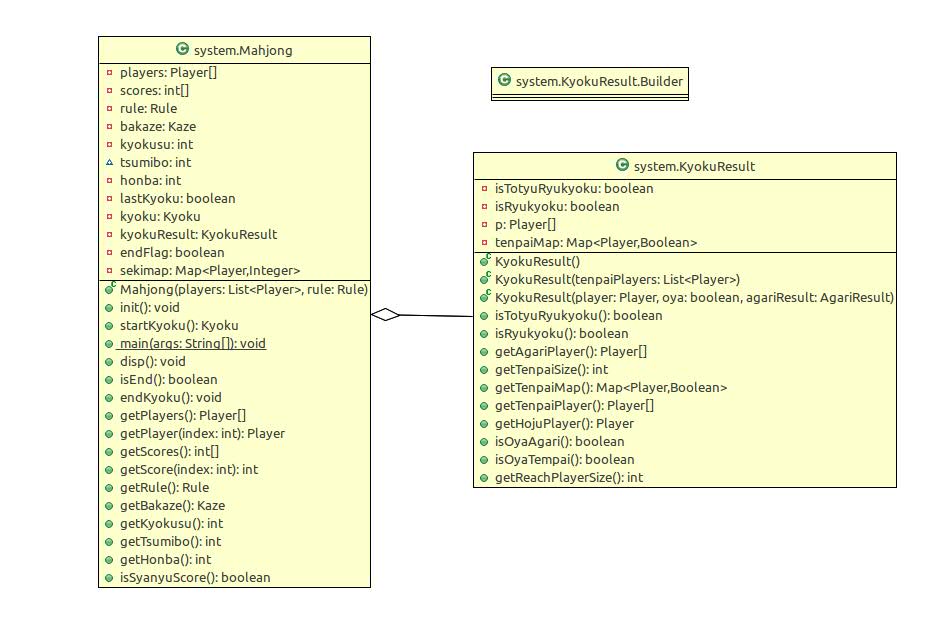 system.Mahjong
players: Player[]
scores: int[]
rule: Rule
bakaze: Kaze
kyokusu: int
tsumibo: int
honba: int
lastKyoku: boolean
kyoku: Kyoku
kyokuResult: KyokuResult
endFlag: boolean
sekimap: Map<Player,Integer>
Mahjong(players: List<Player>, rule: Rule)
init(): void
startKyoku(): Kyoku
main(args: String[]): void
disp(): void
isEnd(): boolean
endKyoku(): void
getPlayers(): Player[]
getPlayer(index: int): Player
getScores(): int[]
getScore(index: int): int
getRule(): Rule
getBakaze(): Kaze
getKyokusu(): int
getTsumibo(): int
getHonba(): int
isSyanyuScore(): boolean
system.KyokuResult.Builder
system.KyokuResult
isTotyuRyukyoku: boolean
isRyukyoku: boolean
p: Player[]
tenpaiMap: Map<Player,Boolean>
KyokuResult()
KyokuResult(tenpaiPlayers: List<Player>)
KyokuResult(player: Player, oya: boolean, agariResult: AgariResult)
isTotyuRyukyoku(): boolean
isRyukyoku(): boolean
getAgariPlayer(): Player[]
getTenpaiSize(): int
getTenpaiMap(): Map<Player,Boolean>
getTenpaiPlayer(): Player[]
getHojuPlayer(): Player
isOyaAgari(): boolean
isOyaTempai(): boolean
getReachPlayerSize(): int